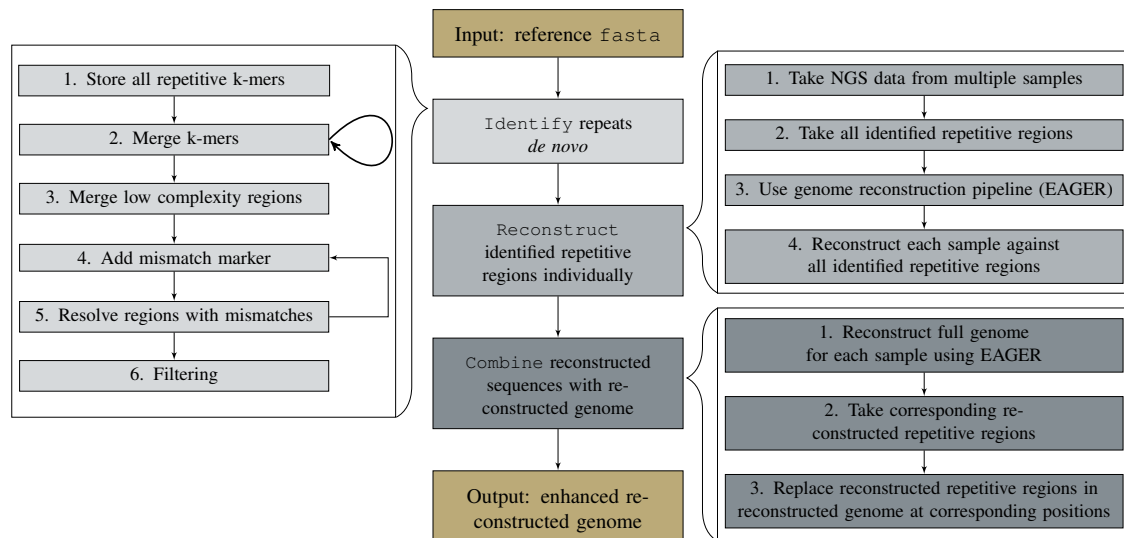 Input: reference fasta
Identify repeats
de novo
Reconstruct
identified repetitive
regions individually
Combine reconstructed
sequences with re-
constructed genome
Output: enhanced re-
constructed genome
1. Store all repetitive k-mers
2. Merge k-mers
3. Merge low complexity regions
4. Add mismatch marker
5. Resolve regions with mismatches
6. Filtering
1. Take NGS data from multiple samples
2. Take all identified repetitive regions
3. Use genome reconstruction pipeline (EAGER)
4. Reconstruct each sample against
all identified repetitive regions
1. Reconstruct full genome
for each sample using EAGER
2. Take corresponding re-
constructed repetitive regions
3. Replace reconstructed repetitive regions in
reconstructed genome at corresponding positions